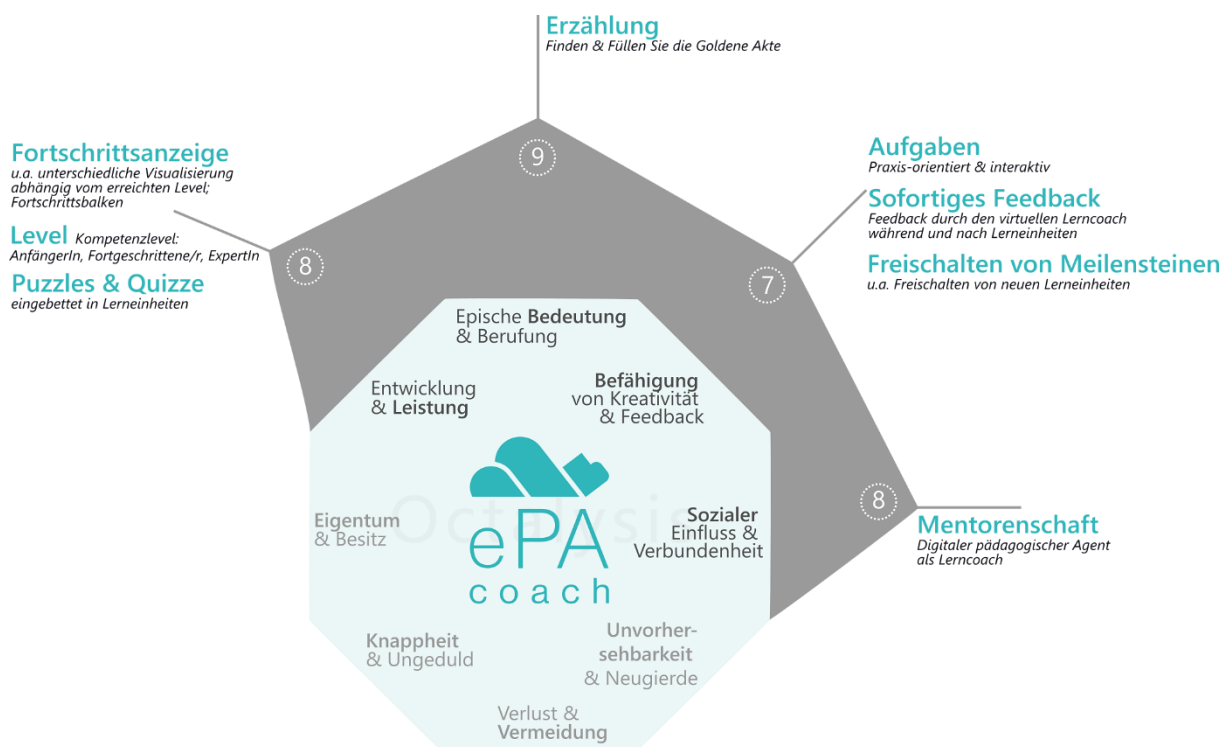 Erzählung
Finden & Füllen Sie die Goldene Akte
9
Fortschrittsanzeige
u.a. unterschiedliche Visualisierung
abhängig vom erreichten Level;
Fortschrittsbalken
Level Kompetenzlevel:
AnfängerIn, Fortgeschrittene/r, ExpertIn
Puzzles & Quizze
eingebettet in Lerneinheiten
8
Aufgaben
Praxis-orientiert & interaktiv
Sofortiges Feedback
Feedback durch den virtuellen Lerncoach
während und nach Lerneinheiten
Freischalten von Meilensteinen
u.a. Freischalten von neuen Lerneinheiten
7
Epische Bedeutung
& Berufung
Entwicklung
& Leistung
Befähigung
von Kreativität
& Feedback
Octalysis
ePA
coach
Eigentum
& Besitz
Sozialer
Einfluss &
Verbundenheit
8
Mentorenschaft
Digitaler pädagogischer Agent
als Lerncoach
Knappheit
& Ungeduld
Unvorher-
sehbarkeit
& Neugierde
Verlust &
Vermeidung